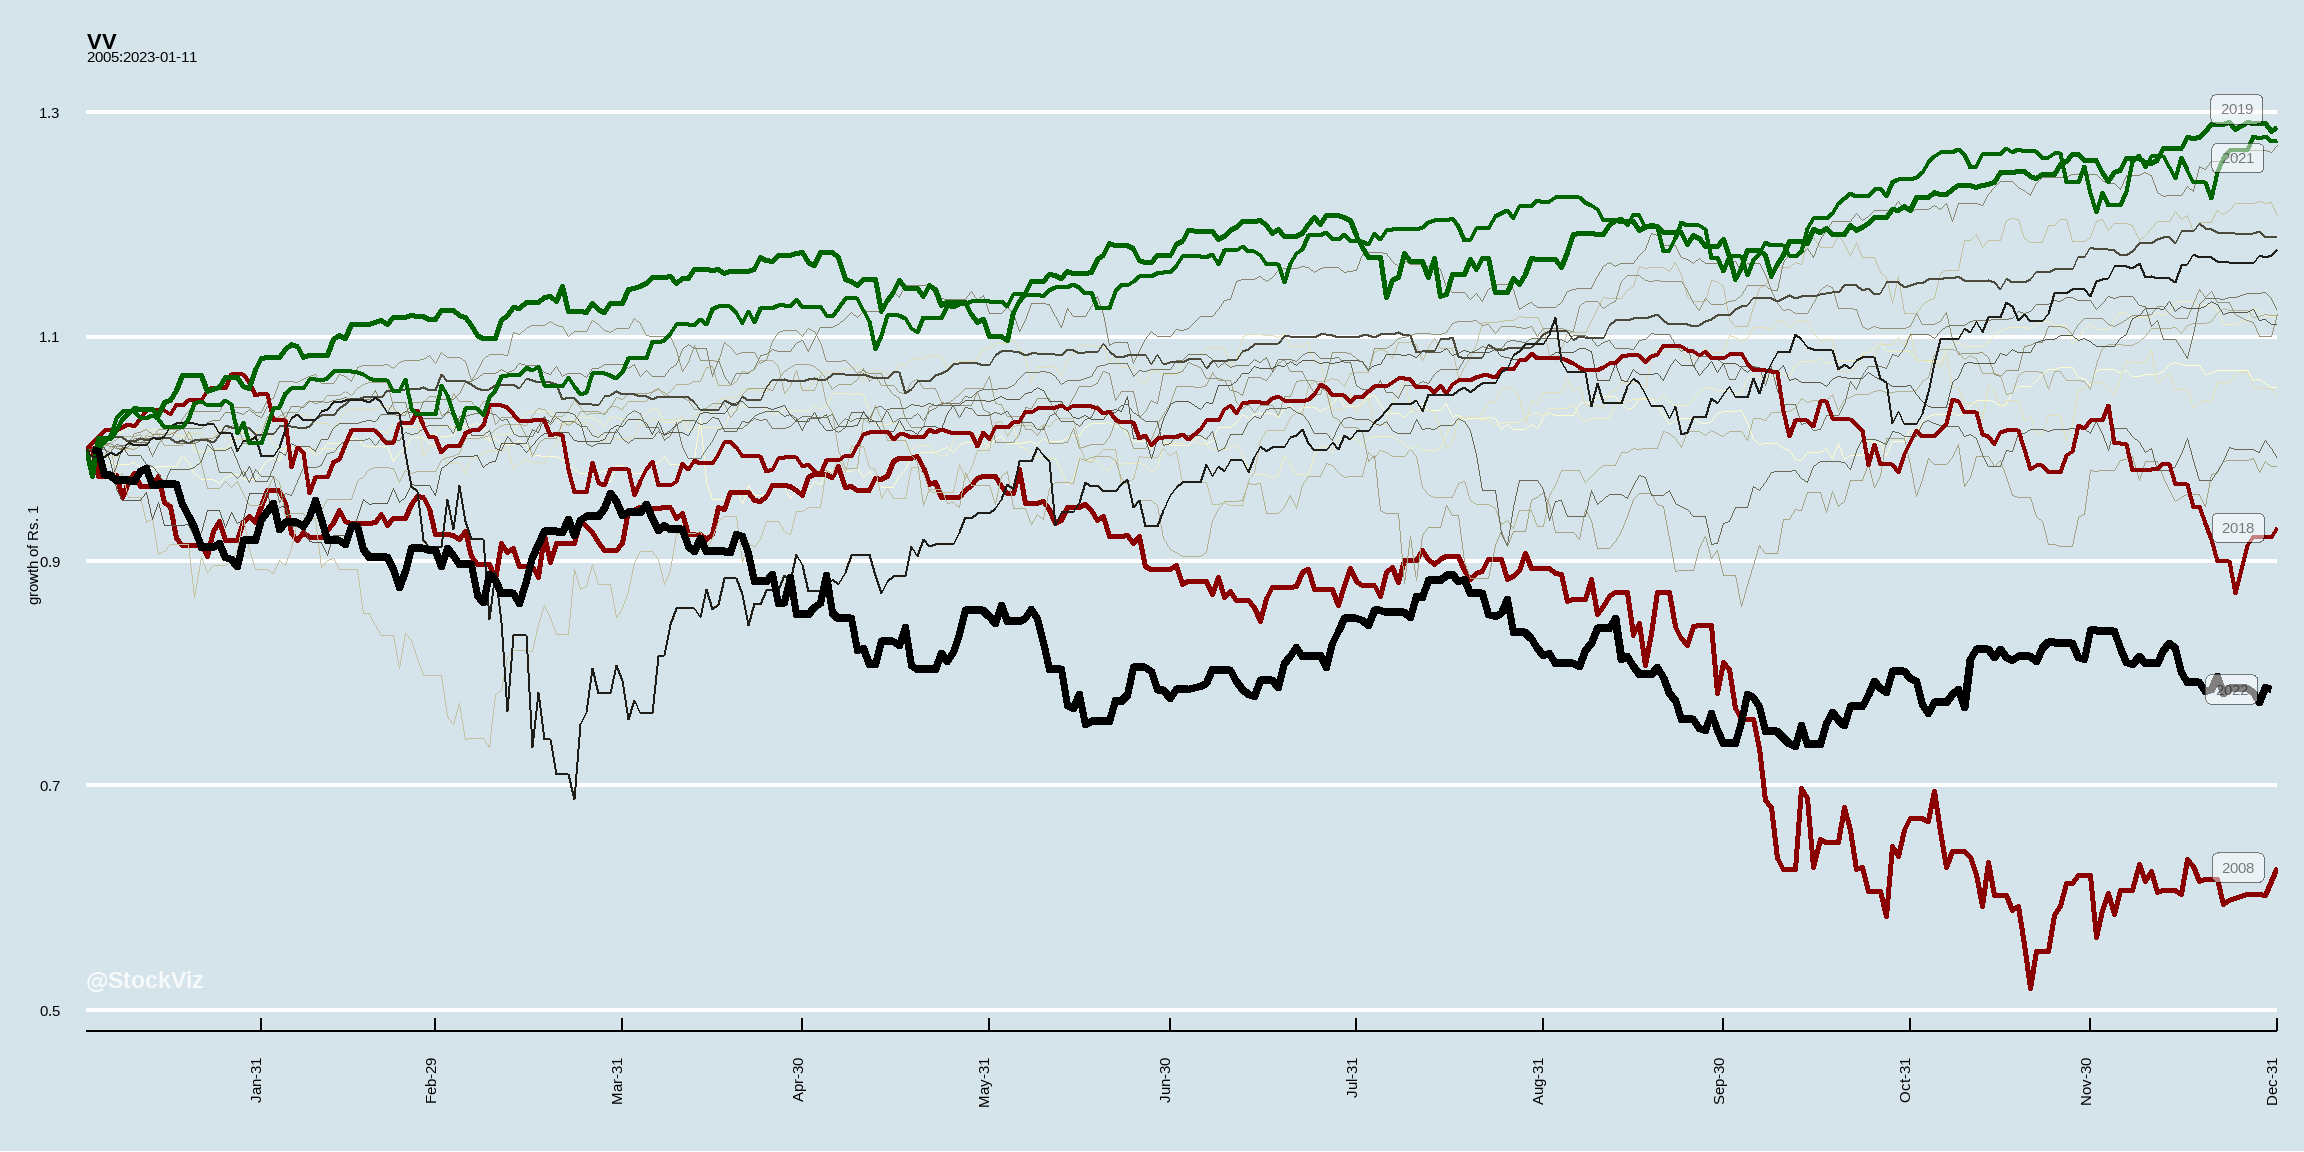 VV
2005:2023-01-11
1.3
1.1
0.9
0.7
0.5
growth of Rs. 1
2019
2021
2018
2022
2008
@StockViz
Jan-31
Feb-29
Mar-31
Apr-30
May-31
Jun-30
Jul-31
Aug-31
Sep-30
Oct-31
Nov-30
Dec-31